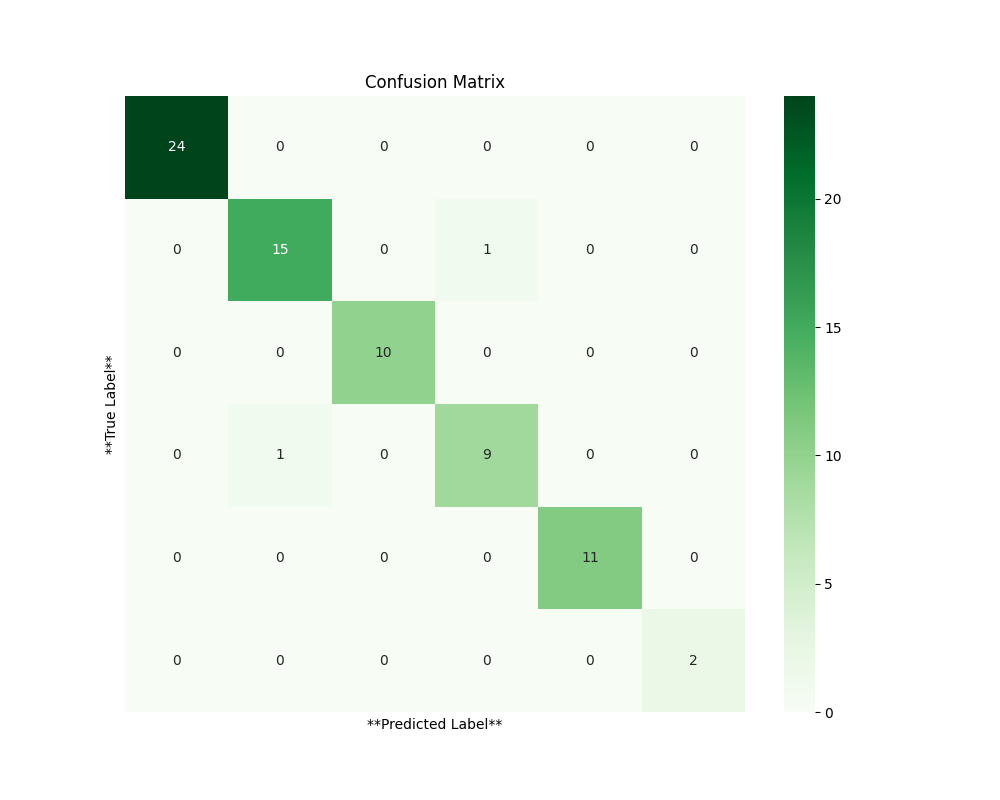 Confusion Matrix
24 0 0 0 0 0
0 15 0 1 0 0
0 0 10 0 0 0
0 1 0 9 0 0
0 0 0 0 11 0
0 0 0 0 0 2
**True Label**
**Predicted Label**
20
15
10
5
0